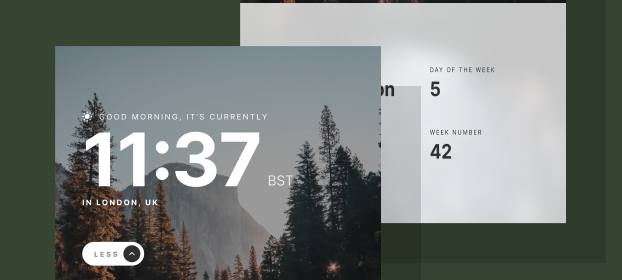 GOOD MORNING, IT'S CURRENTLY
11:37 BST
IN LONDON, UK
LESS
on
DAY OF THE WEEK
5
WEEK NUMBER
42